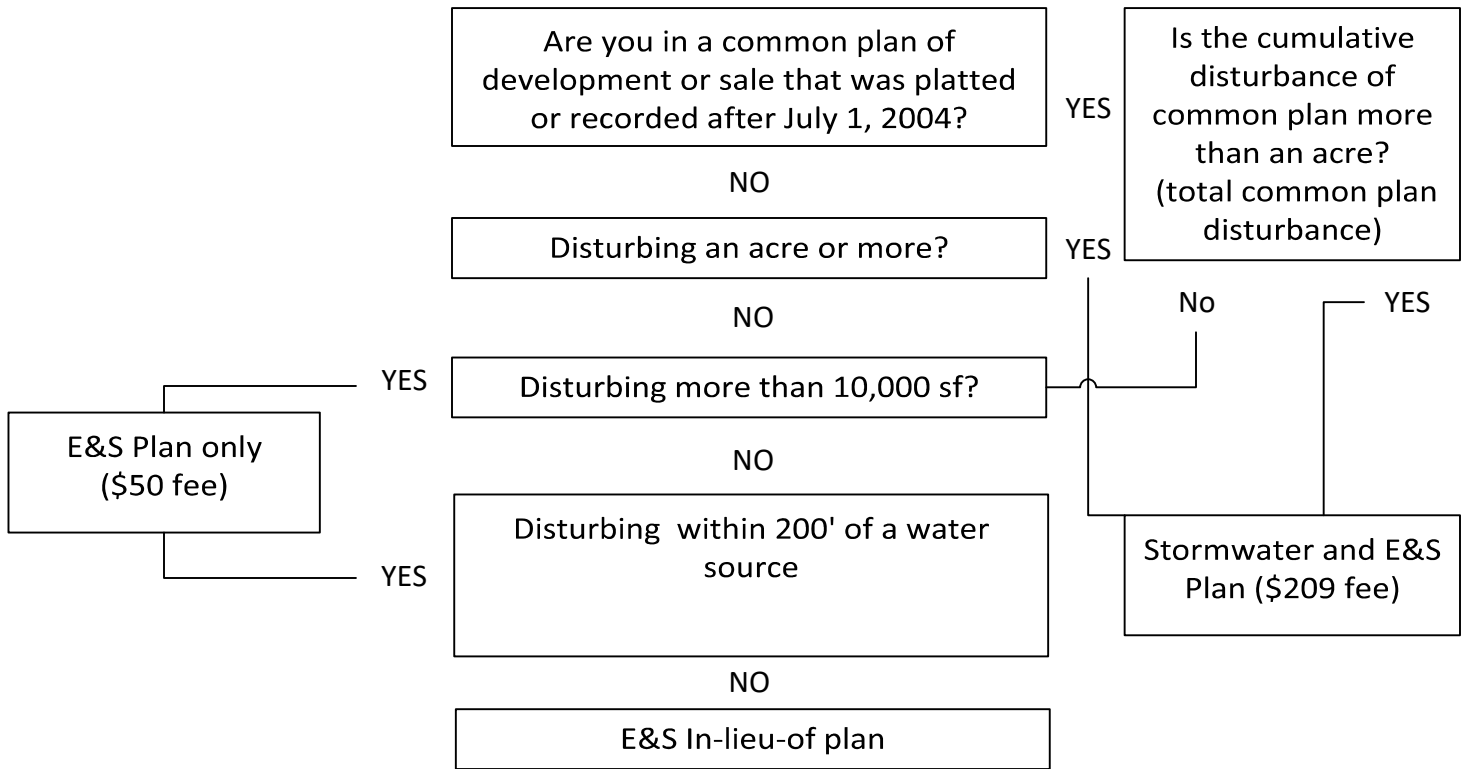 Are you in a common plan of
development or sale that was platted
or recorded after July 1, 2004?
YES
Is the cumulative
disturbance of
common plan more
than an acre?
(total common plan
disturbance)
NO
Disturbing an acre or more?
YES
No
YES
NO
YES
Disturbing more than 10,000 sf?
E&S Plan only
($50 fee)
NO
Disturbing within 200' of a water
source
YES
Stormwater and E&S
Plan ($209 fee)
NO
E&S In-lieu-of plan